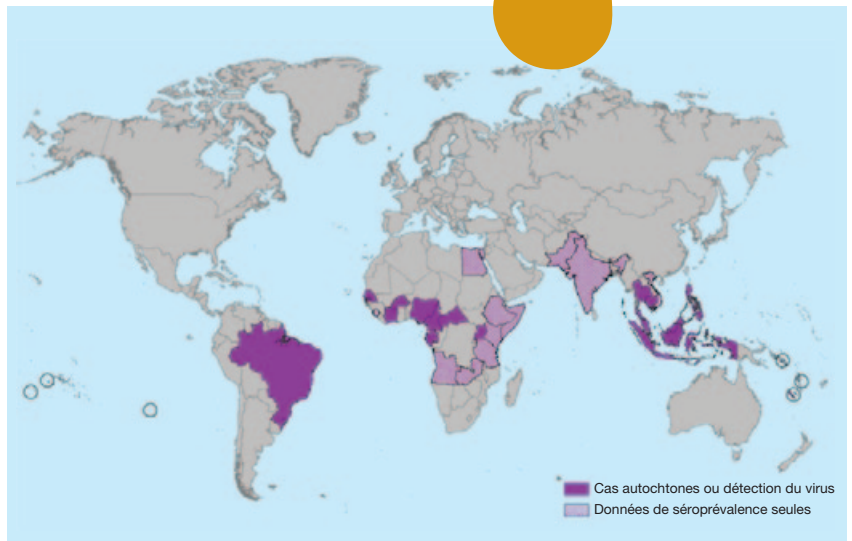 Cas autochtones ou détection du virus
Données de séroprévalence seules